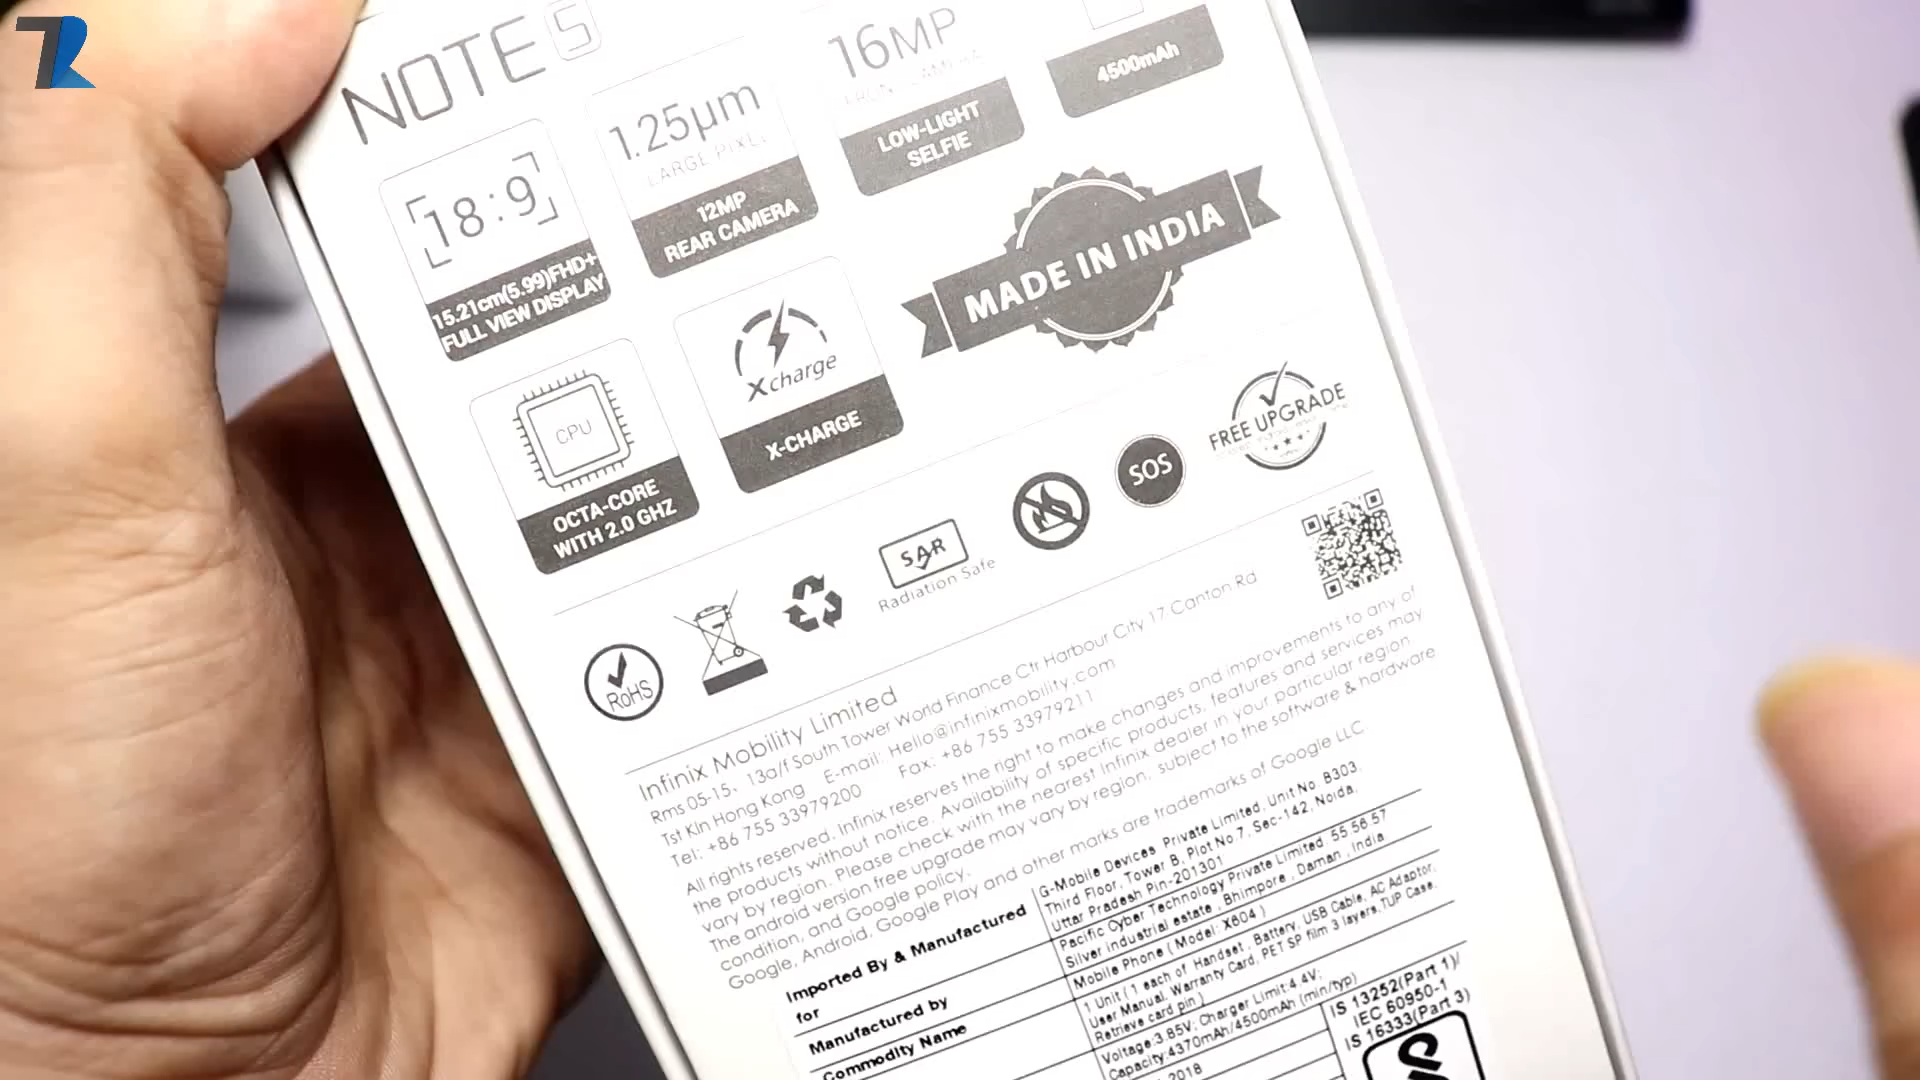 NOTE 5
18:9
15.21cm(5.99)FHD+
FULL VIEW DISPLAY
1.25µm
LARGE PIXEL
12MP
REAR CAMERA
16MP
FRONT CAMERA
LOW-LIGHT
SELFIE
4500mAh
CPU
OCTA-CORE
WITH 2.0 GHZ
Xcharge
X-CHARGE
MADE IN INDIA
RoHS
SAR
Radiation Safe
SOS
FREE UPGRADE
Infinix Mobility Limited
Rms 05-15、13a/f South Tower World Finance Ctr Harbour City 17 Canton Rd
Tst Kln Hong Kong E-mail: Hello@infinixmobility.com
Tel: +86 755 33979200 Fax: +86 755 33979211
All rights reserved. Infinix reserves the right to make changes and improvements to any of
the products without notice. Availability of specific products, features and services may
vary by region. Please check with the nearest Infinix dealer in your particular region.
The android version free upgrade may vary by region, subject to the software & hardware
condition, and Google policy.
Google, Android, Google Play and other marks are trademarks of Google LLC.
Imported By & Manufactured
for
G-Mobile Devices Private Limited, Unit No. B303,
Third Floor, Tower B, Plot No.7, Sec-142, Noida,
Uttar Pradesh Pin-201301
Manufactured by
Pacific Cyber Technology Private Limited: 55 56 57
Silver industrial estate , Bhimpore , Daman , India
Commodity Name
Mobile Phone ( Model: X604 )
1 Unit ( 1 each of Handset , Battery, USB Cable, AC Adaptor,
User Manual, Warranty Card, PET SP film 3 layers,TUP Case,
Retrieve card pin )
Voltage:3.85V; Charger Limit:4.4V;
Capacity:4370mAh/4500mAh (min/typ)
2018
IS 13252(Part 1)/
IEC 60950-1
IS 16333(Part 3)